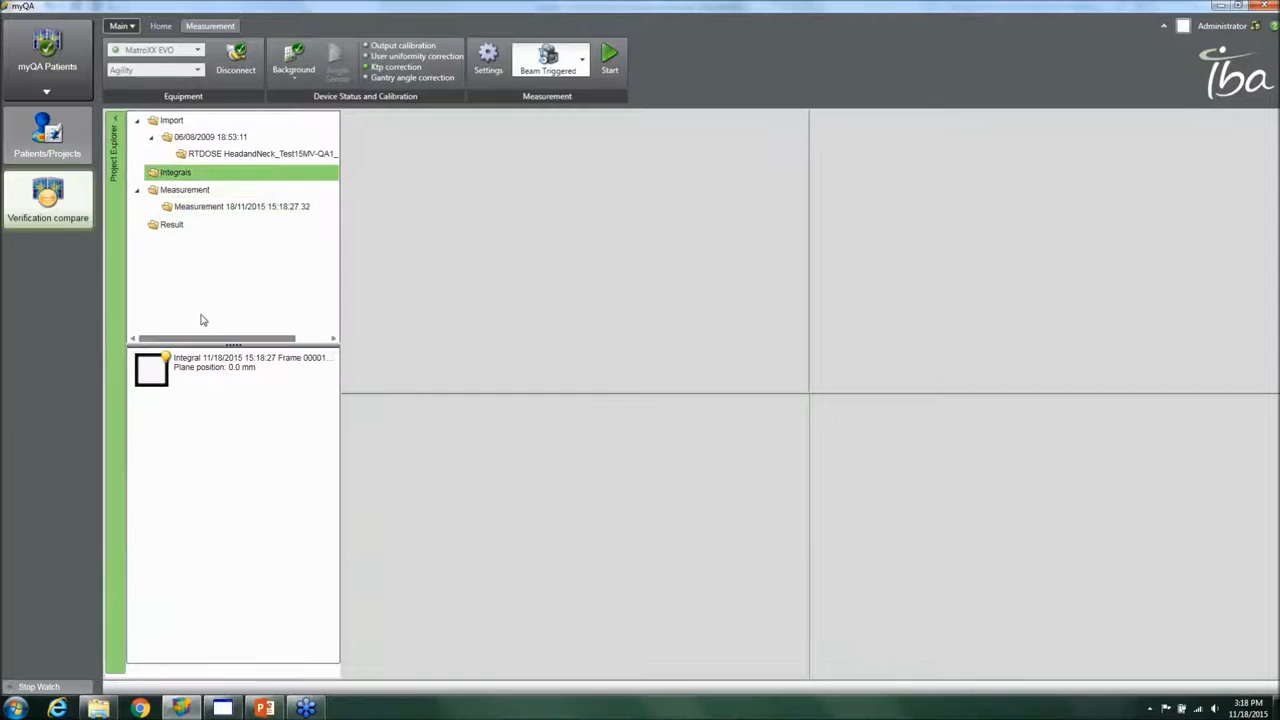 myQA
Main
Home
Measurement
Administrator
myQA Patients
Patients/Projects
Verification compare
MatroXX EVO
Agility
Disconnect
Equipment
Background
Output calibration
User uniformity correction
Ktp correction
Gantry angle correction
Device Status and Calibration
Settings
Beam Triggered
Start
Measurement
iba
Project Explorer
Import
06/08/2009 18:53:11
RTDOSE HeadandNeck_Test15MV-QA1_
Integrals
Measurement
Measurement 18/11/2015 15:18:27.32
Result
Integral 11/18/2015 15:18:27 Frame 00001...
Plane position: 0.0 mm
Stop Watch
3:18 PM
11/18/2015